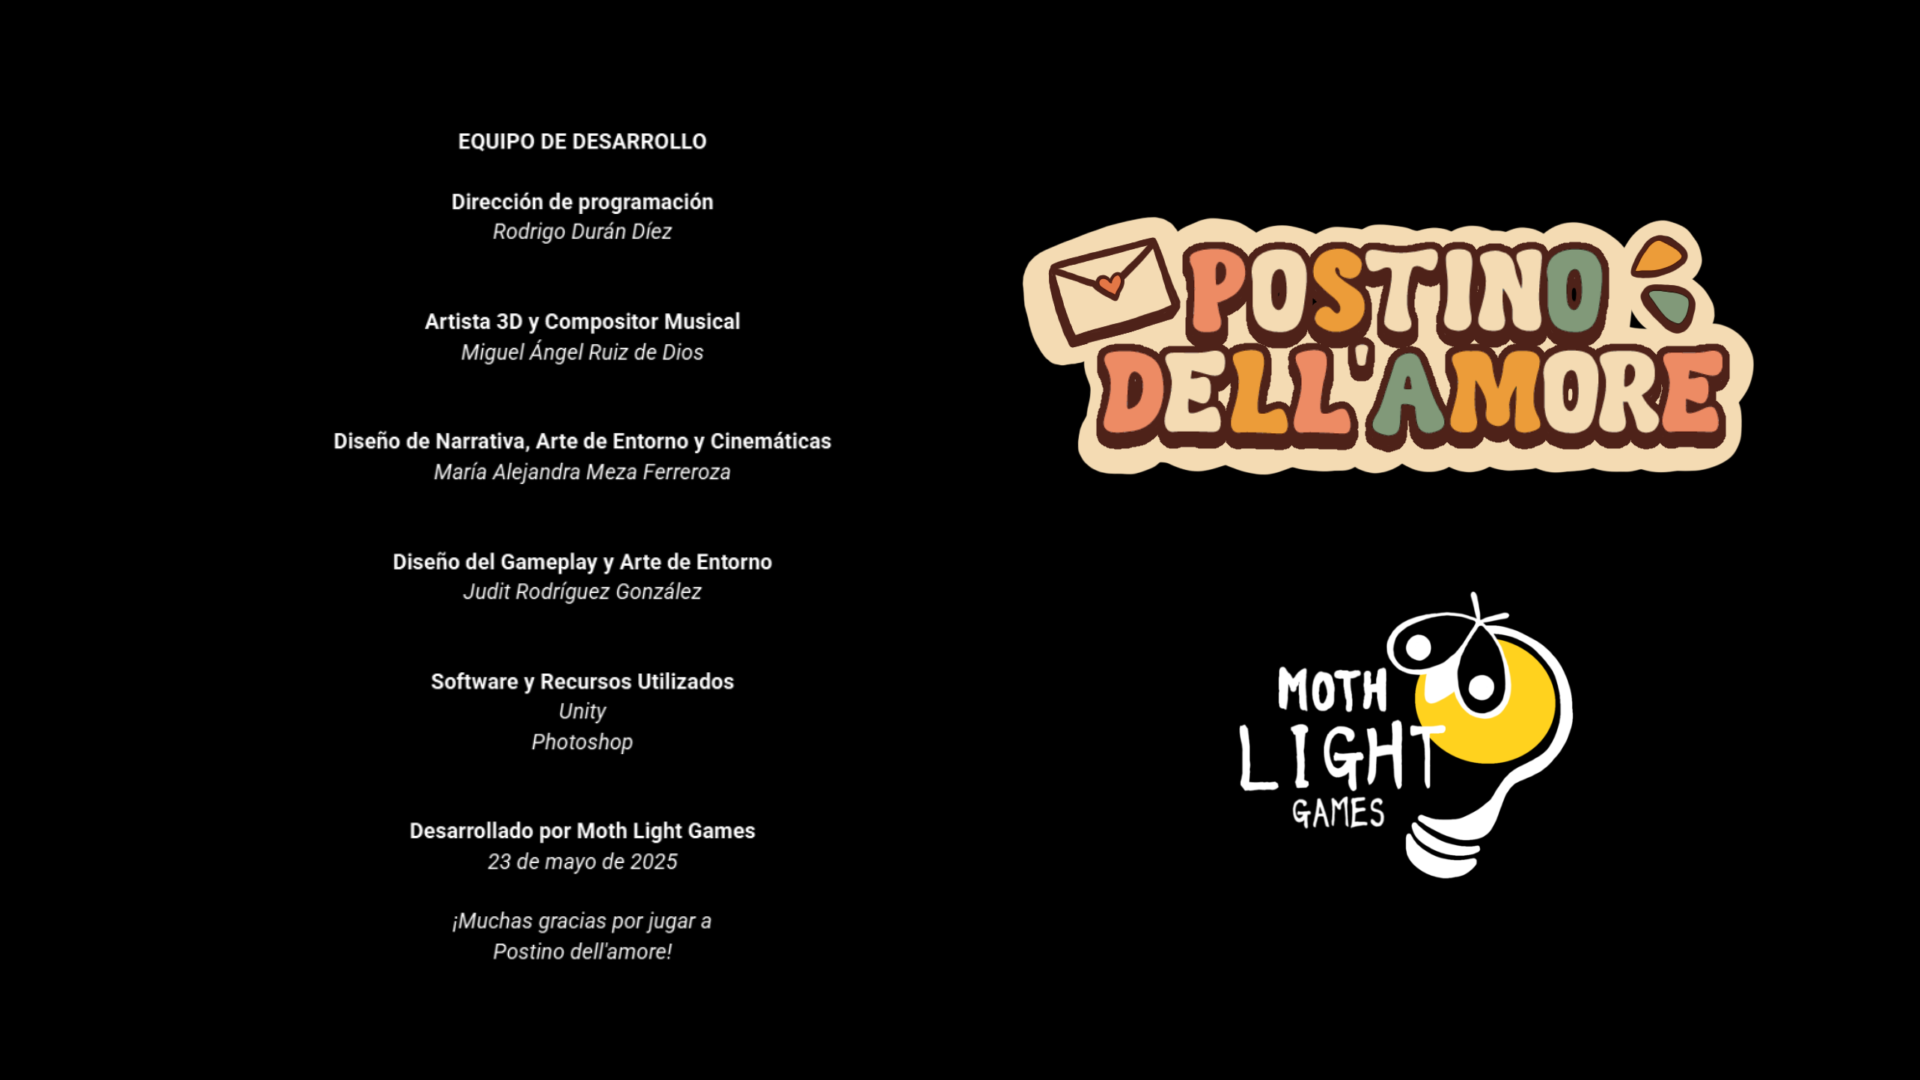 EQUIPO DE DESARROLLO
Dirección de programación
Rodrigo Durán Díez
Artista 3D y Compositor Musical
Miguel Ángel Ruiz de Dios
Diseño de Narrativa, Arte de Entorno y Cinemáticas
María Alejandra Meza Ferreroza
Diseño del Gameplay y Arte de Entorno
Judit Rodríguez González
Software y Recursos Utilizados
Unity
Photoshop
Desarrollado por Moth Light Games
23 de mayo de 2025
¡Muchas gracias por jugar a
Postino dell'amore!
POSTINO
DELL'AMORE
MOTH
LIGHT
GAMES